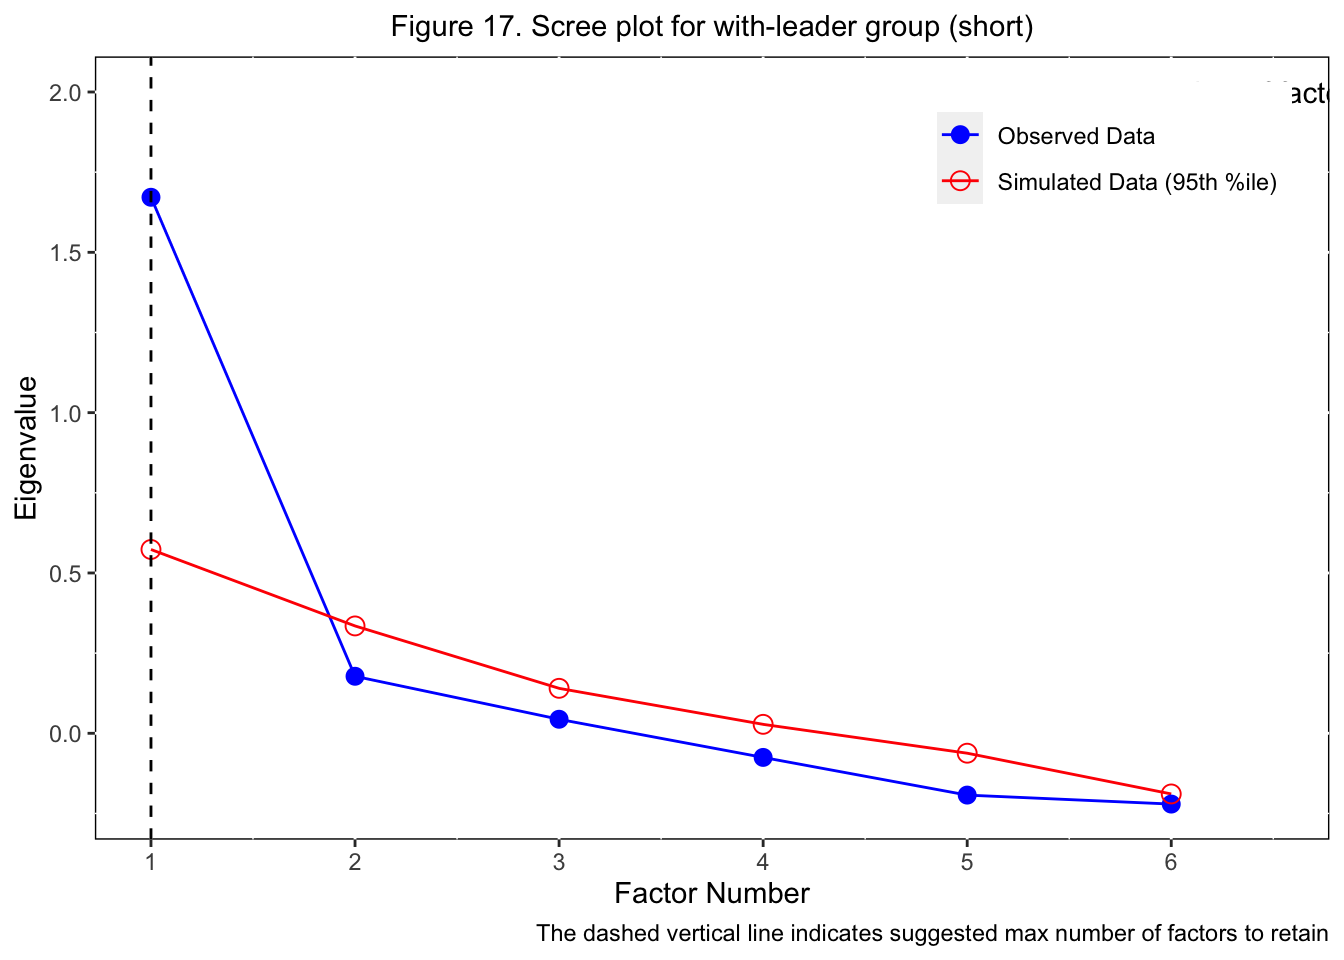 Figure 17. Scree plot for with-leader group (short)
2.0
1.5
1.0
0.5
0.0
Eigenvalue
Observed Data
Simulated Data (95th %ile)
1 2 3 4 5 6
Factor Number
The dashed vertical line indicates suggested max number of factors to retain